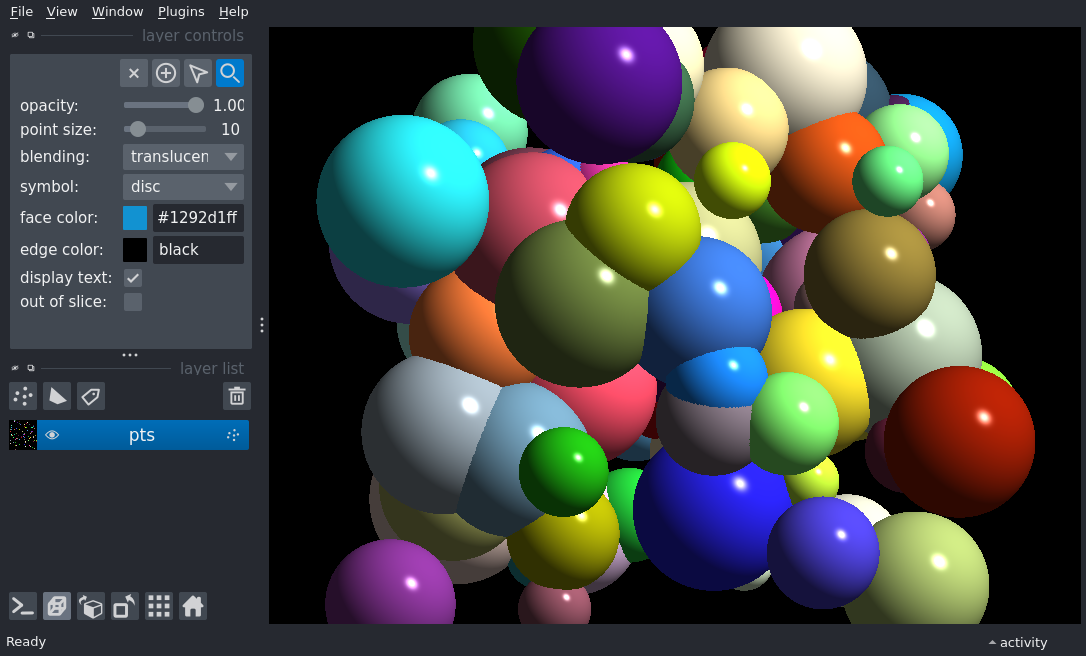 File View Window Plugins Help
layer controls
opacity: 1.00
point size: 10
blending: translucen
symbol: disc
face color: #1292d1ff
edge color: black
display text:
out of slice:
layer list
pts
Ready
activity